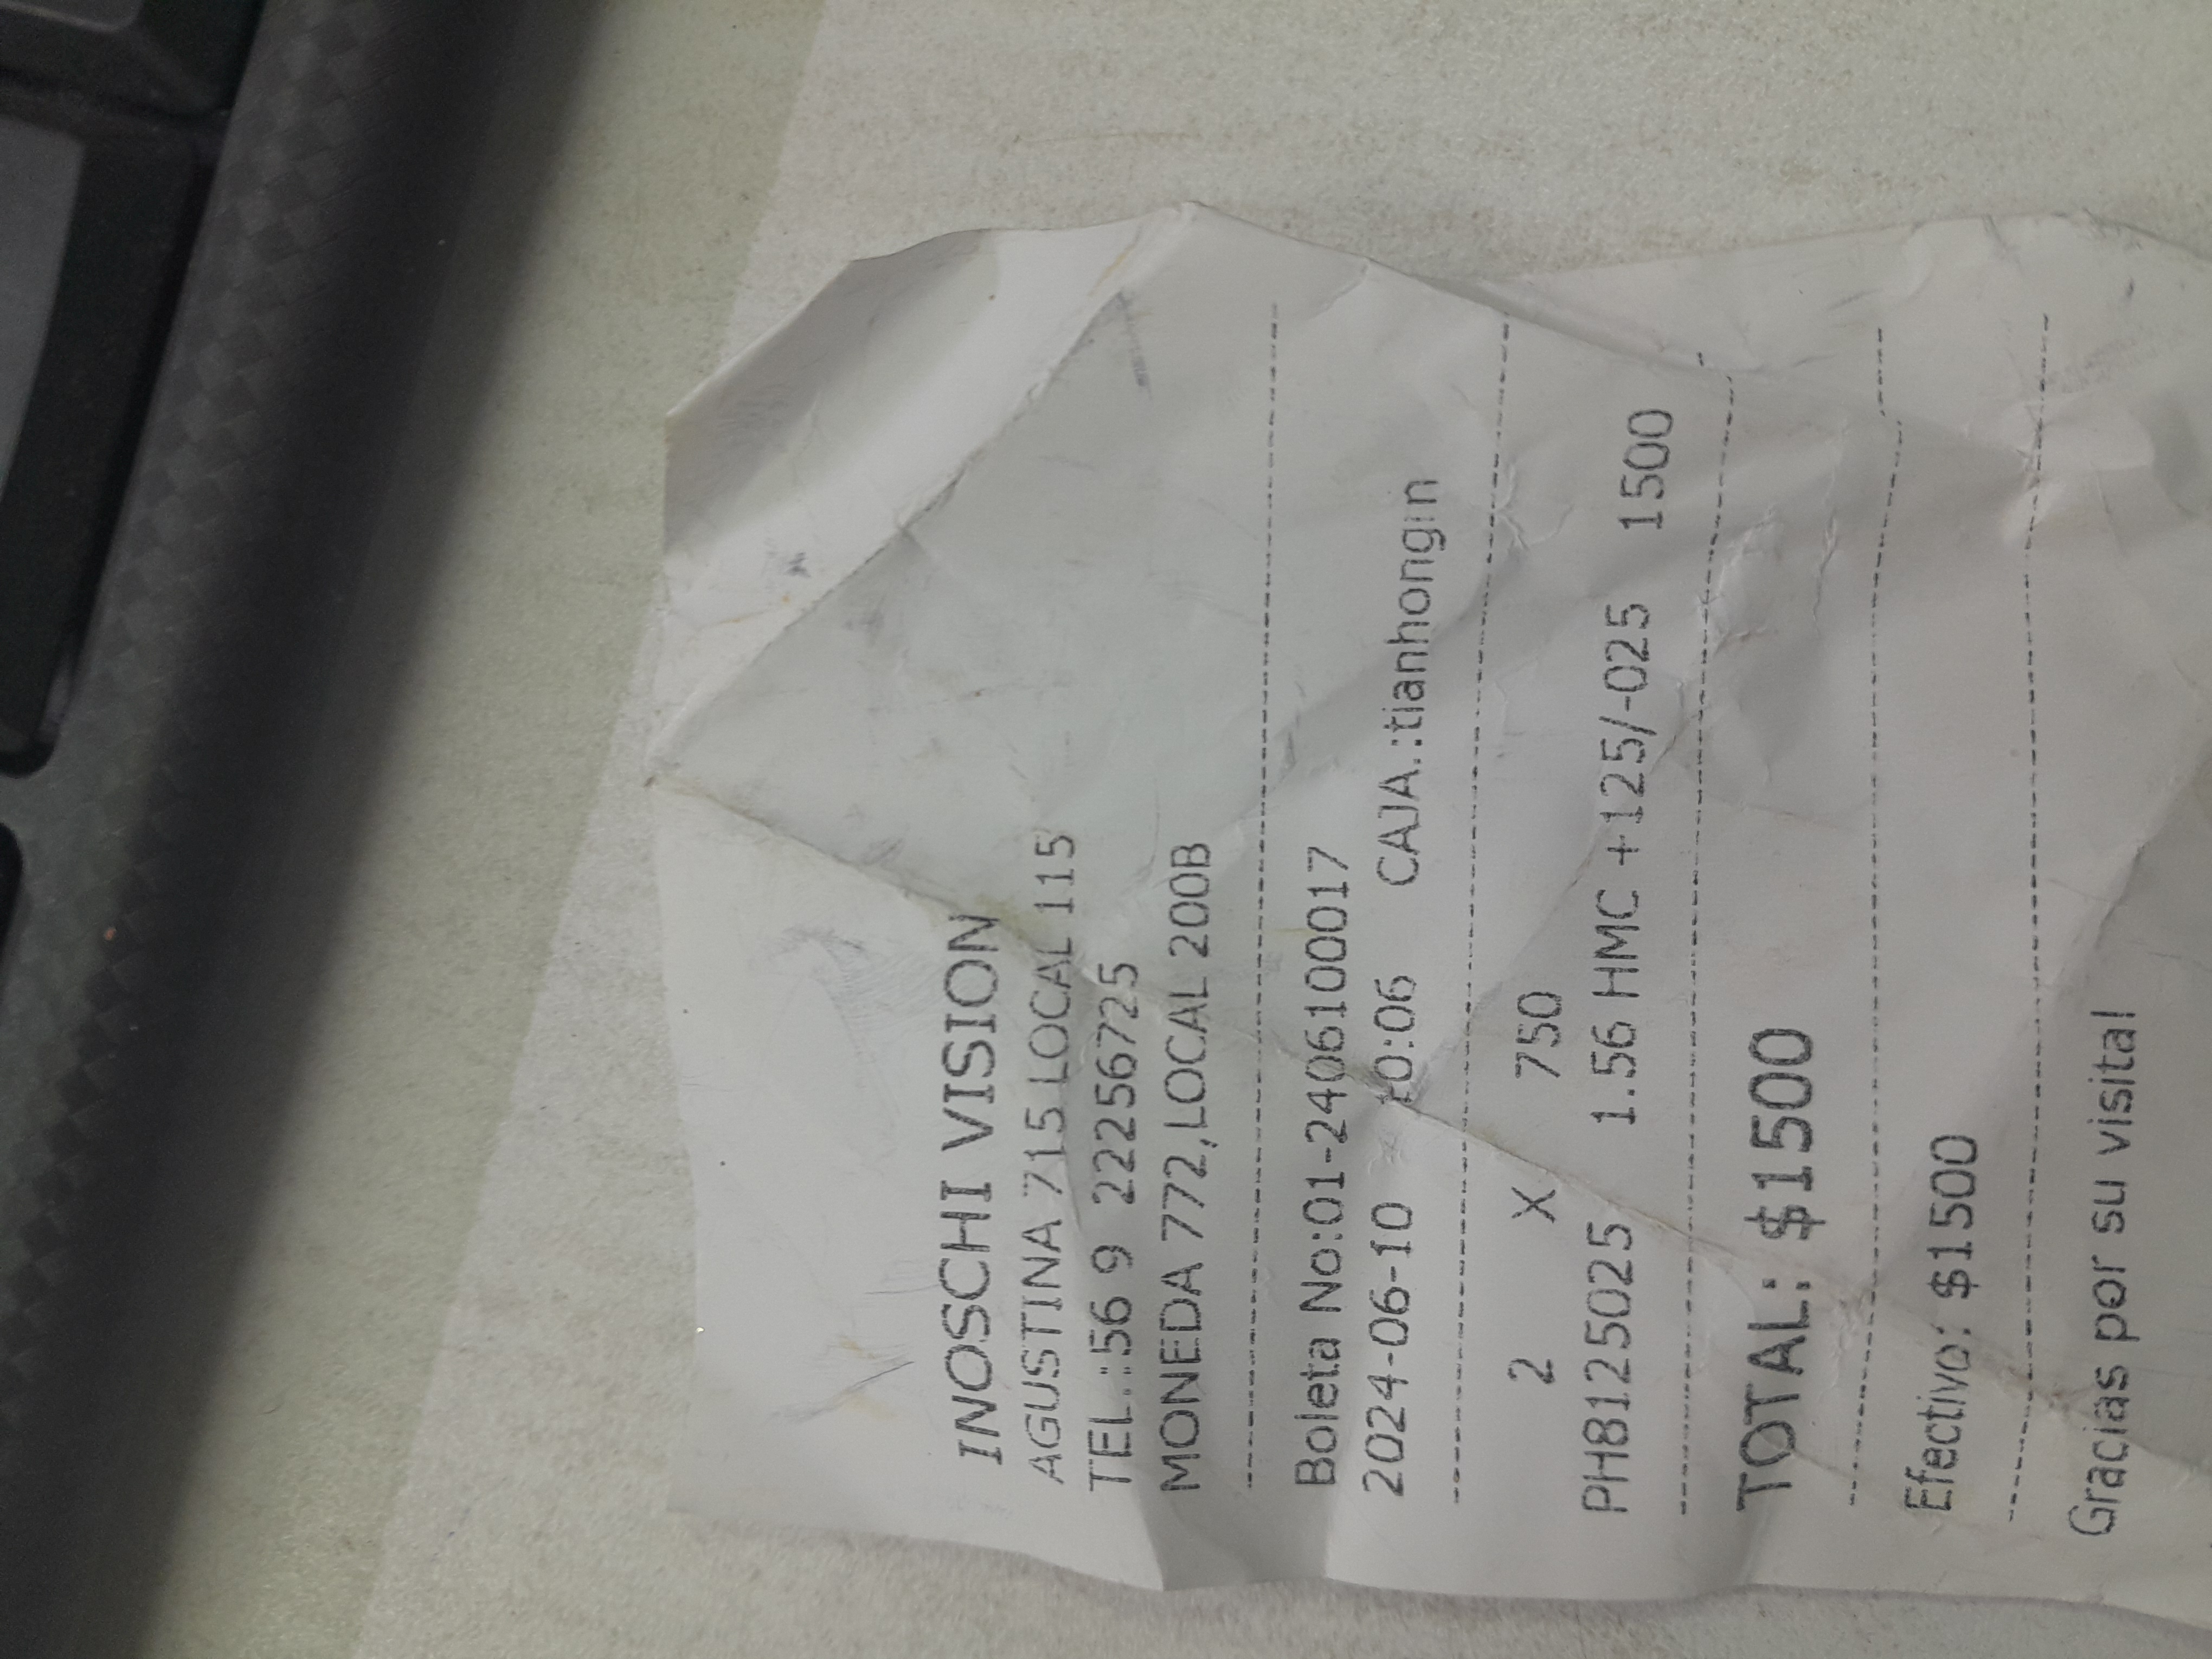 INOSCHI VISION
AGUSTINA 715 LOCAL 115
TEL.:56 9 22256725
MONEDA 772,LOCAL 200B
Boleta No:01-2406100017
2024-06-10 10:06 CAJA.:tianhongin
2 X 750
PH8125025 1.56 HMC +125/-025 1500
TOTAL: $1500
Efectivo: $1500
Gracias por su visita!